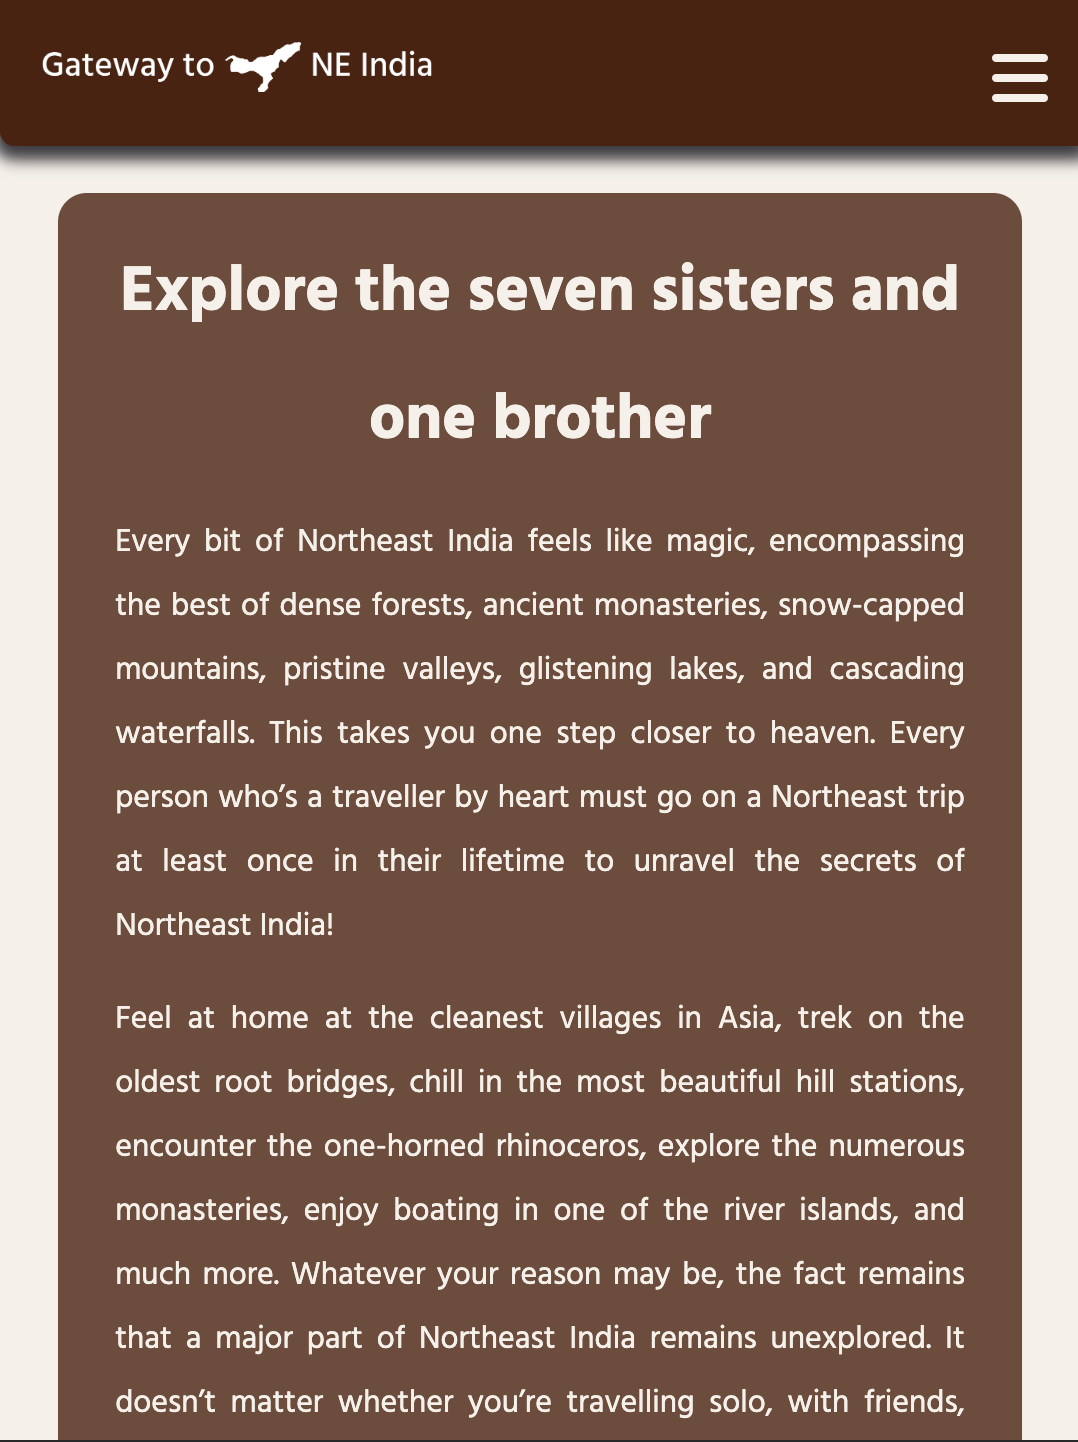 Gateway to NE India
Explore the seven sisters and
one brother
Every bit of Northeast India feels like magic, encompassing
the best of dense forests, ancient monasteries, snow-capped
mountains, pristine valleys, glistening lakes, and cascading
waterfalls. This takes you one step closer to heaven. Every
person who’s a traveller by heart must go on a Northeast trip
at least once in their lifetime to unravel the secrets of
Northeast India!
Feel at home at the cleanest villages in Asia, trek on the
oldest root bridges, chill in the most beautiful hill stations,
encounter the one-horned rhinoceros, explore the numerous
monasteries, enjoy boating in one of the river islands, and
much more. Whatever your reason may be, the fact remains
that a major part of Northeast India remains unexplored. It
doesn’t matter whether you’re travelling solo, with friends,